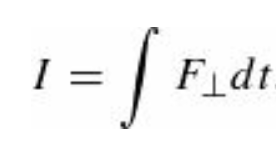 I = ∫ F⊥dt.